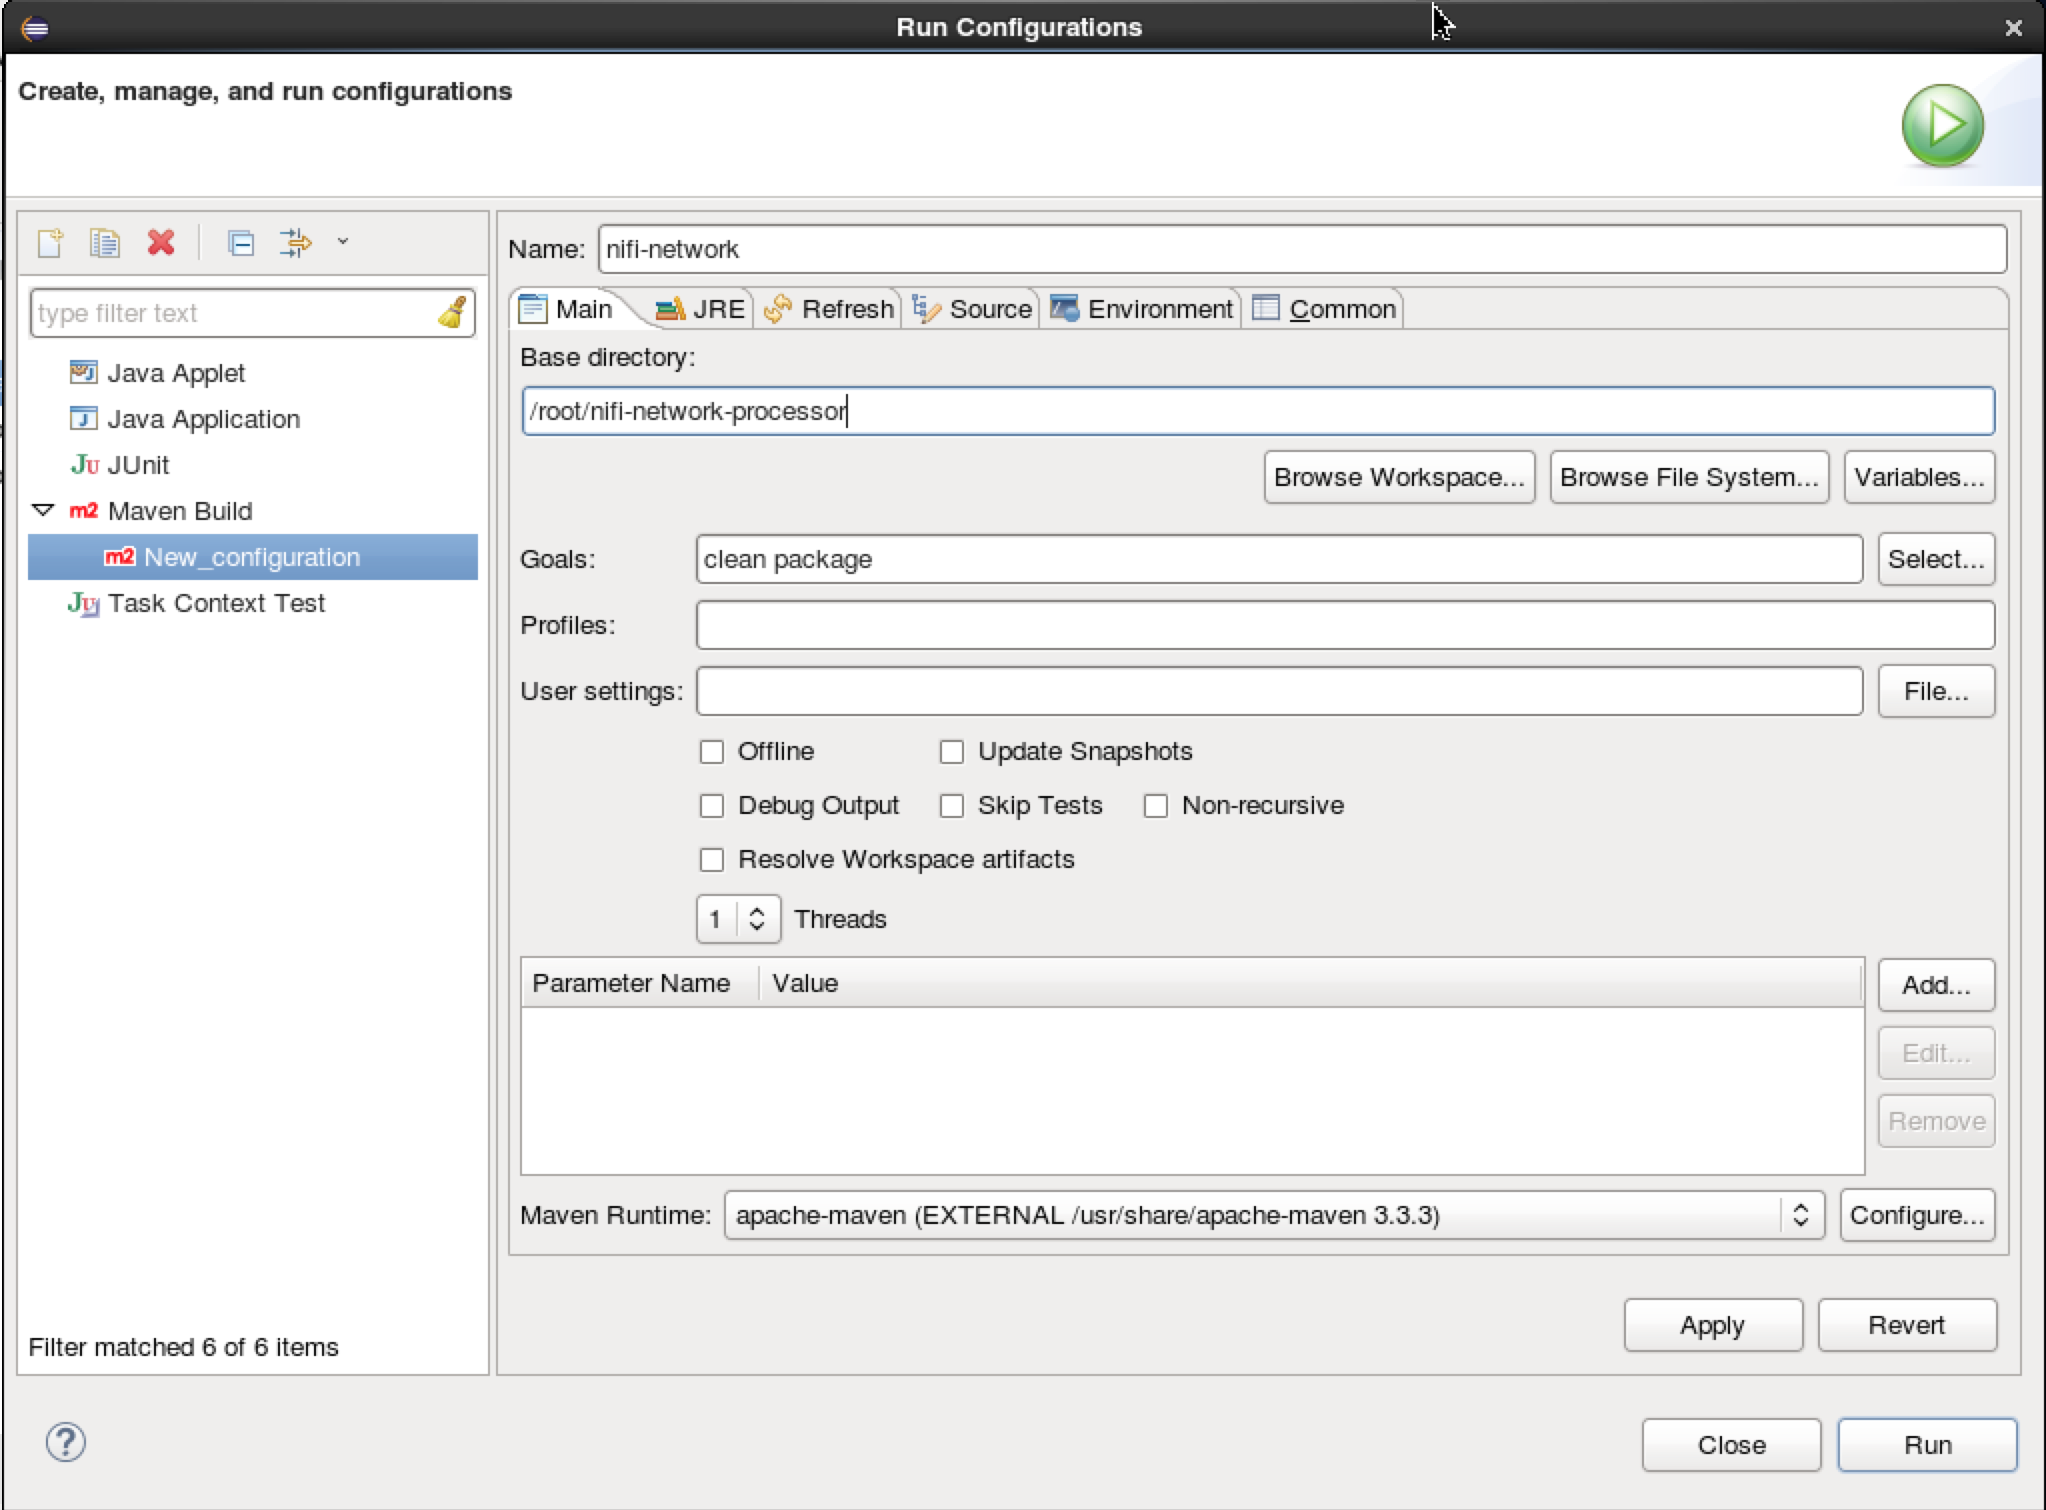 Run Configurations
Create, manage, and run configurations
type filter text
Java Applet
Java Application
Ju JUnit
m2 Maven Build
m2 New_configuration
Ju Task Context Test
Filter matched 6 of 6 items
Name: nifi-network
Main JRE Refresh Source Environment Common
Base directory:
/root/nifi-network-processor
Browse Workspace... Browse File System... Variables...
Goals: clean package Select...
Profiles:
User settings: File...
Offline Update Snapshots
Debug Output Skip Tests Non-recursive
Resolve Workspace artifacts
1 Threads
Parameter Name Value Add...
Edit...
Remove
Maven Runtime: apache-maven (EXTERNAL /usr/share/apache-maven 3.3.3) Configure...
Apply Revert
? Close Run